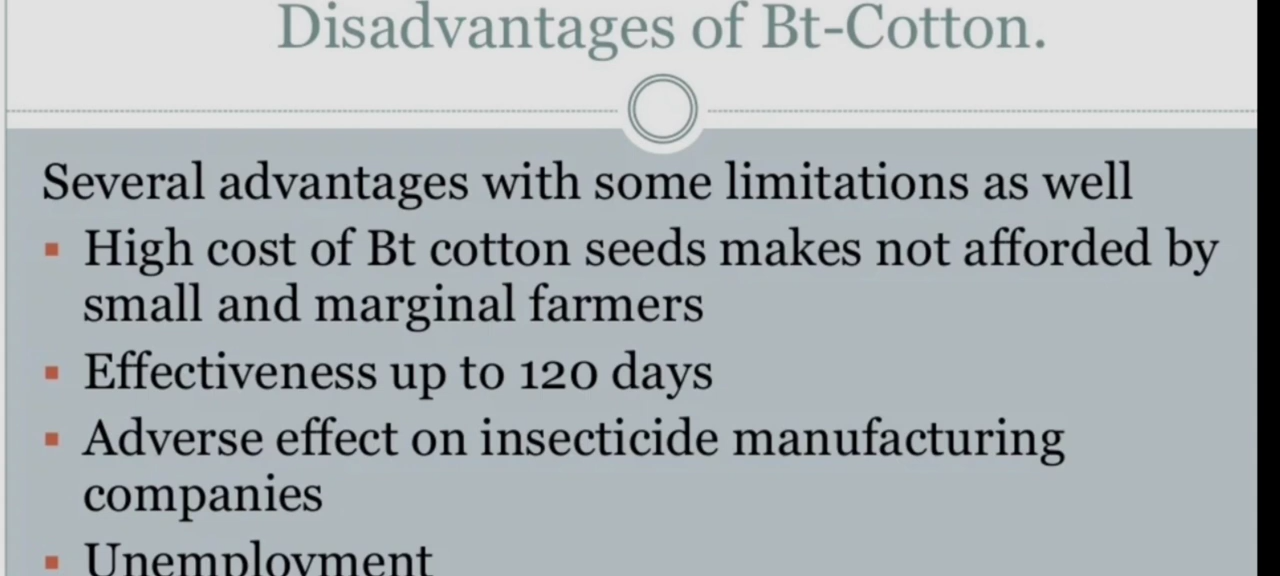 Disadvantages of Bt-Cotton.
Several advantages with some limitations as well
High cost of Bt cotton seeds makes not afforded by
small and marginal farmers
Effectiveness up to 120 days
Adverse effect on insecticide manufacturing
companies
Unemployment